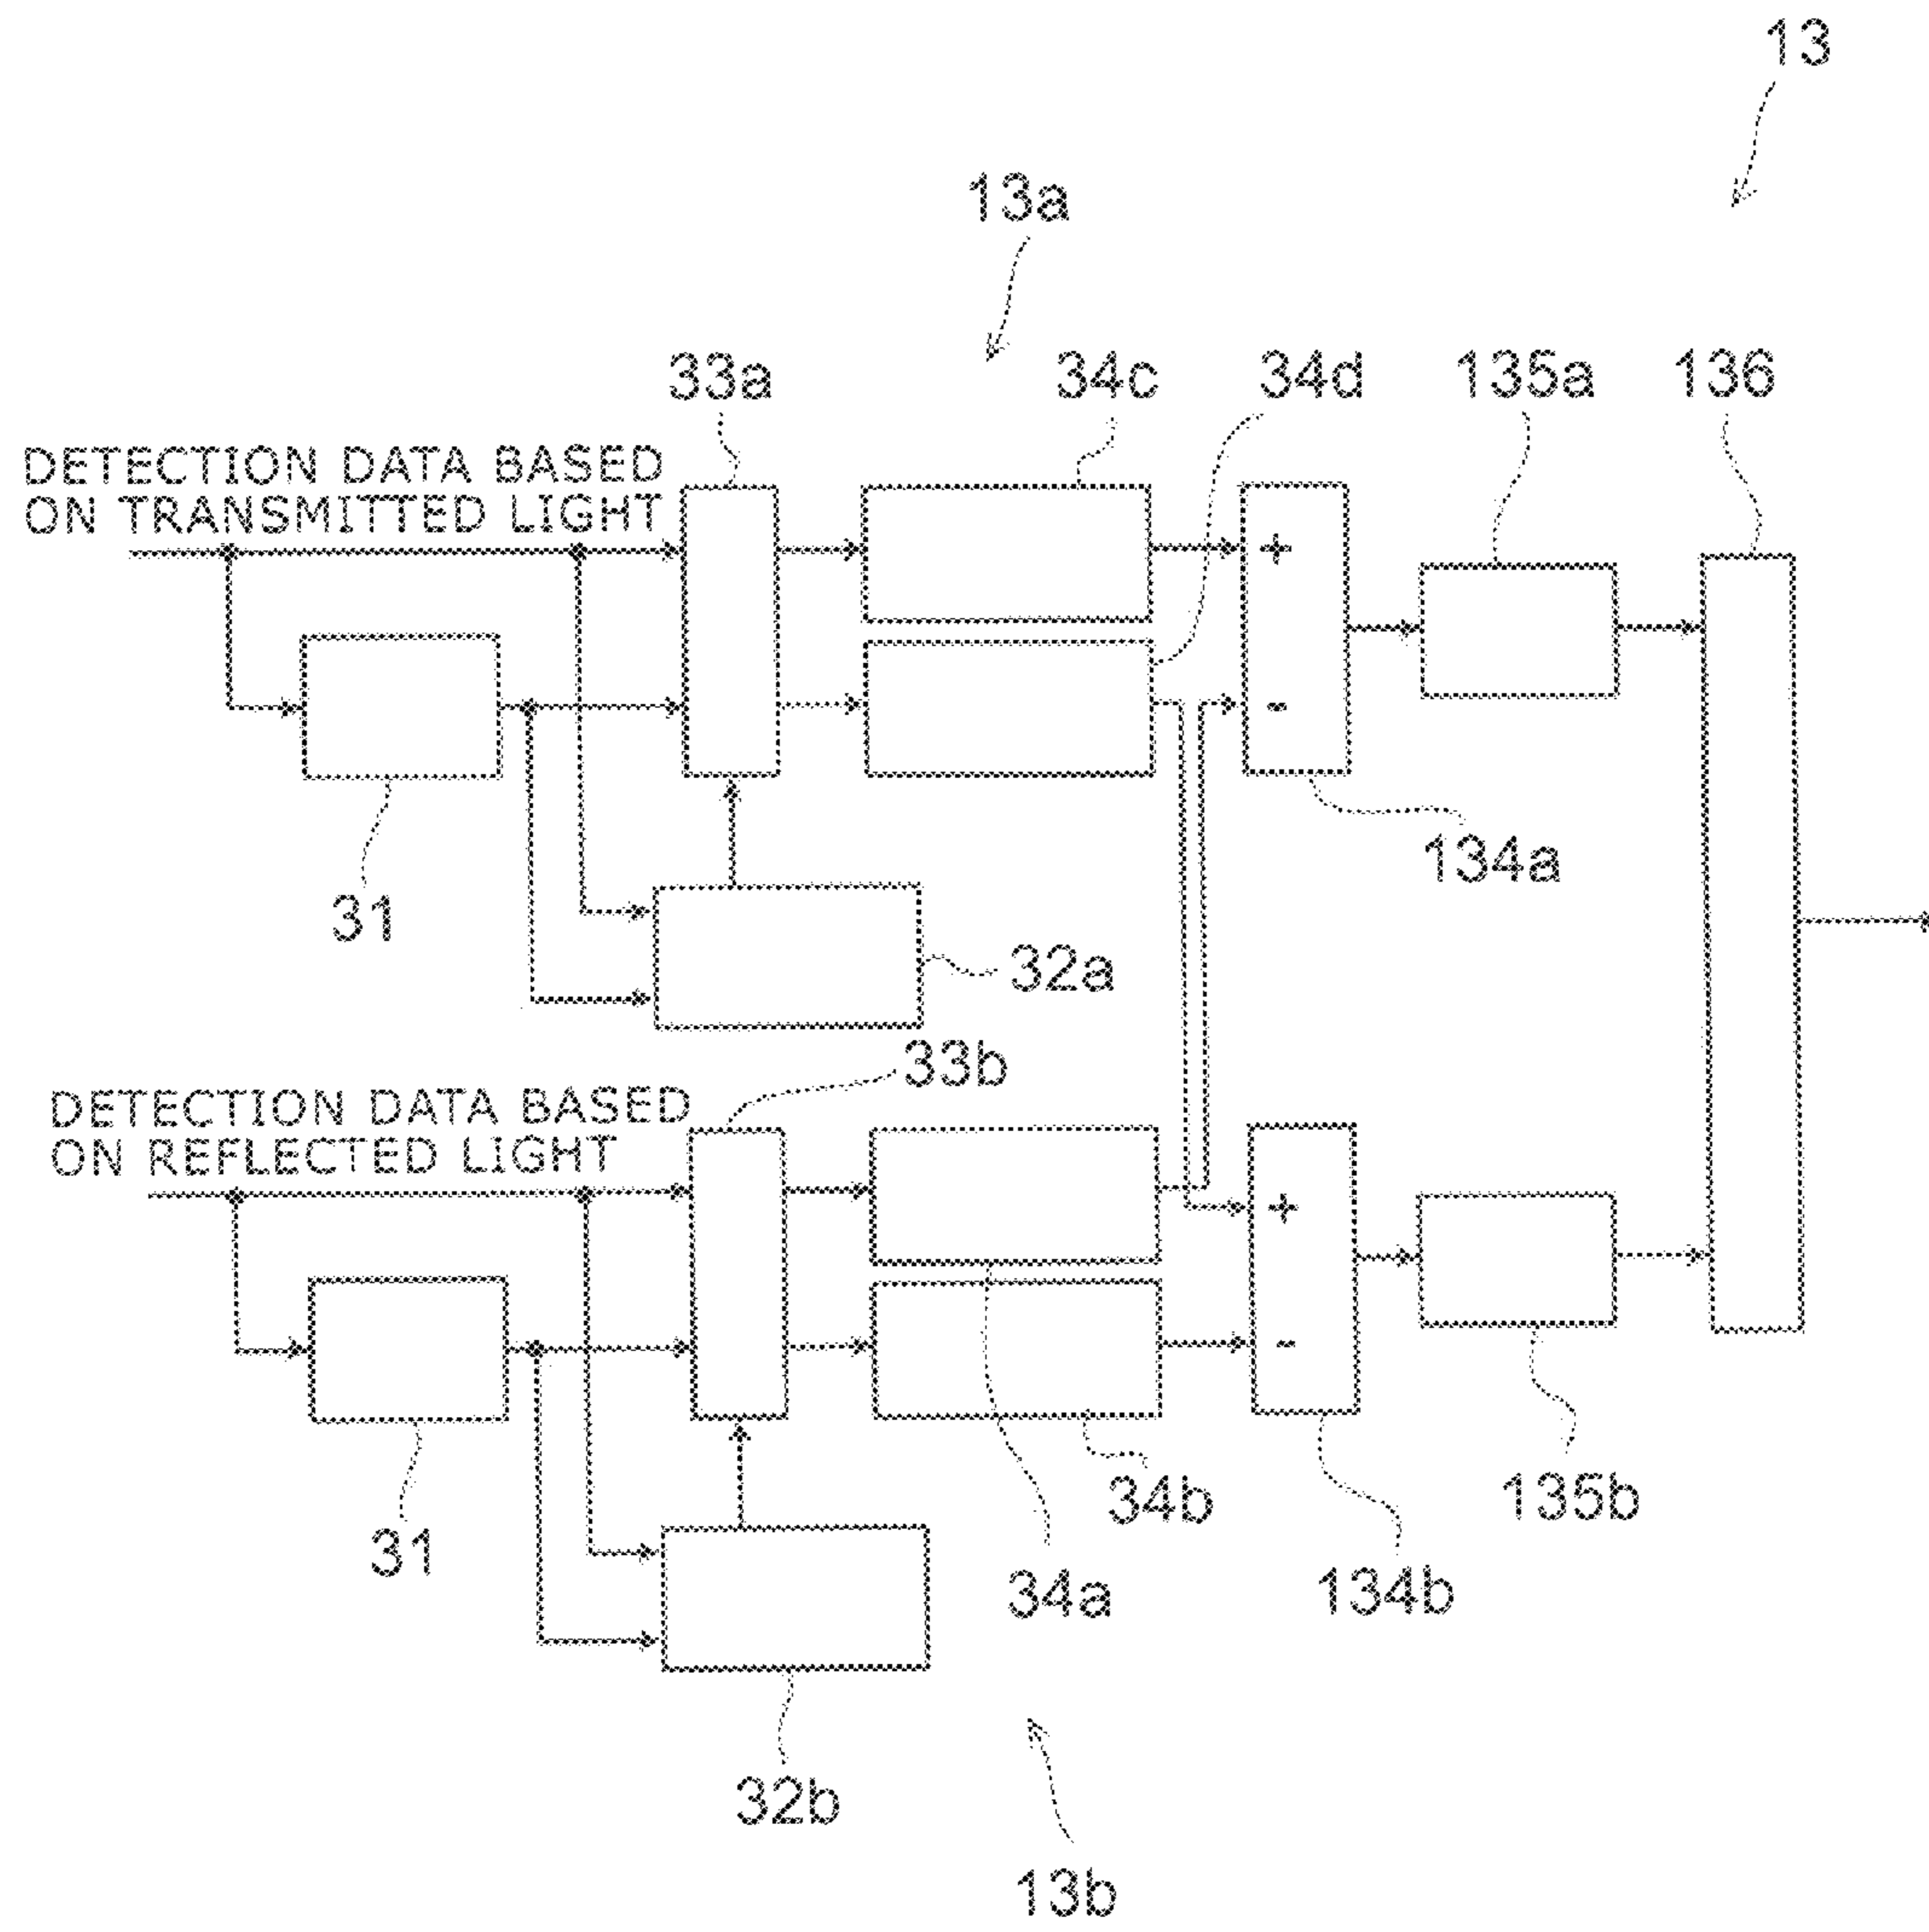 13
13a
33a
34c
34d
135a
136
DETECTION DATA BASED
ON TRANSMITTED LIGHT
+
-
134a
31
32a
33b
DETECTION DATA BASED
ON REFLECTED LIGHT
+
-
34b
135b
31
34a
134b
32b
13b